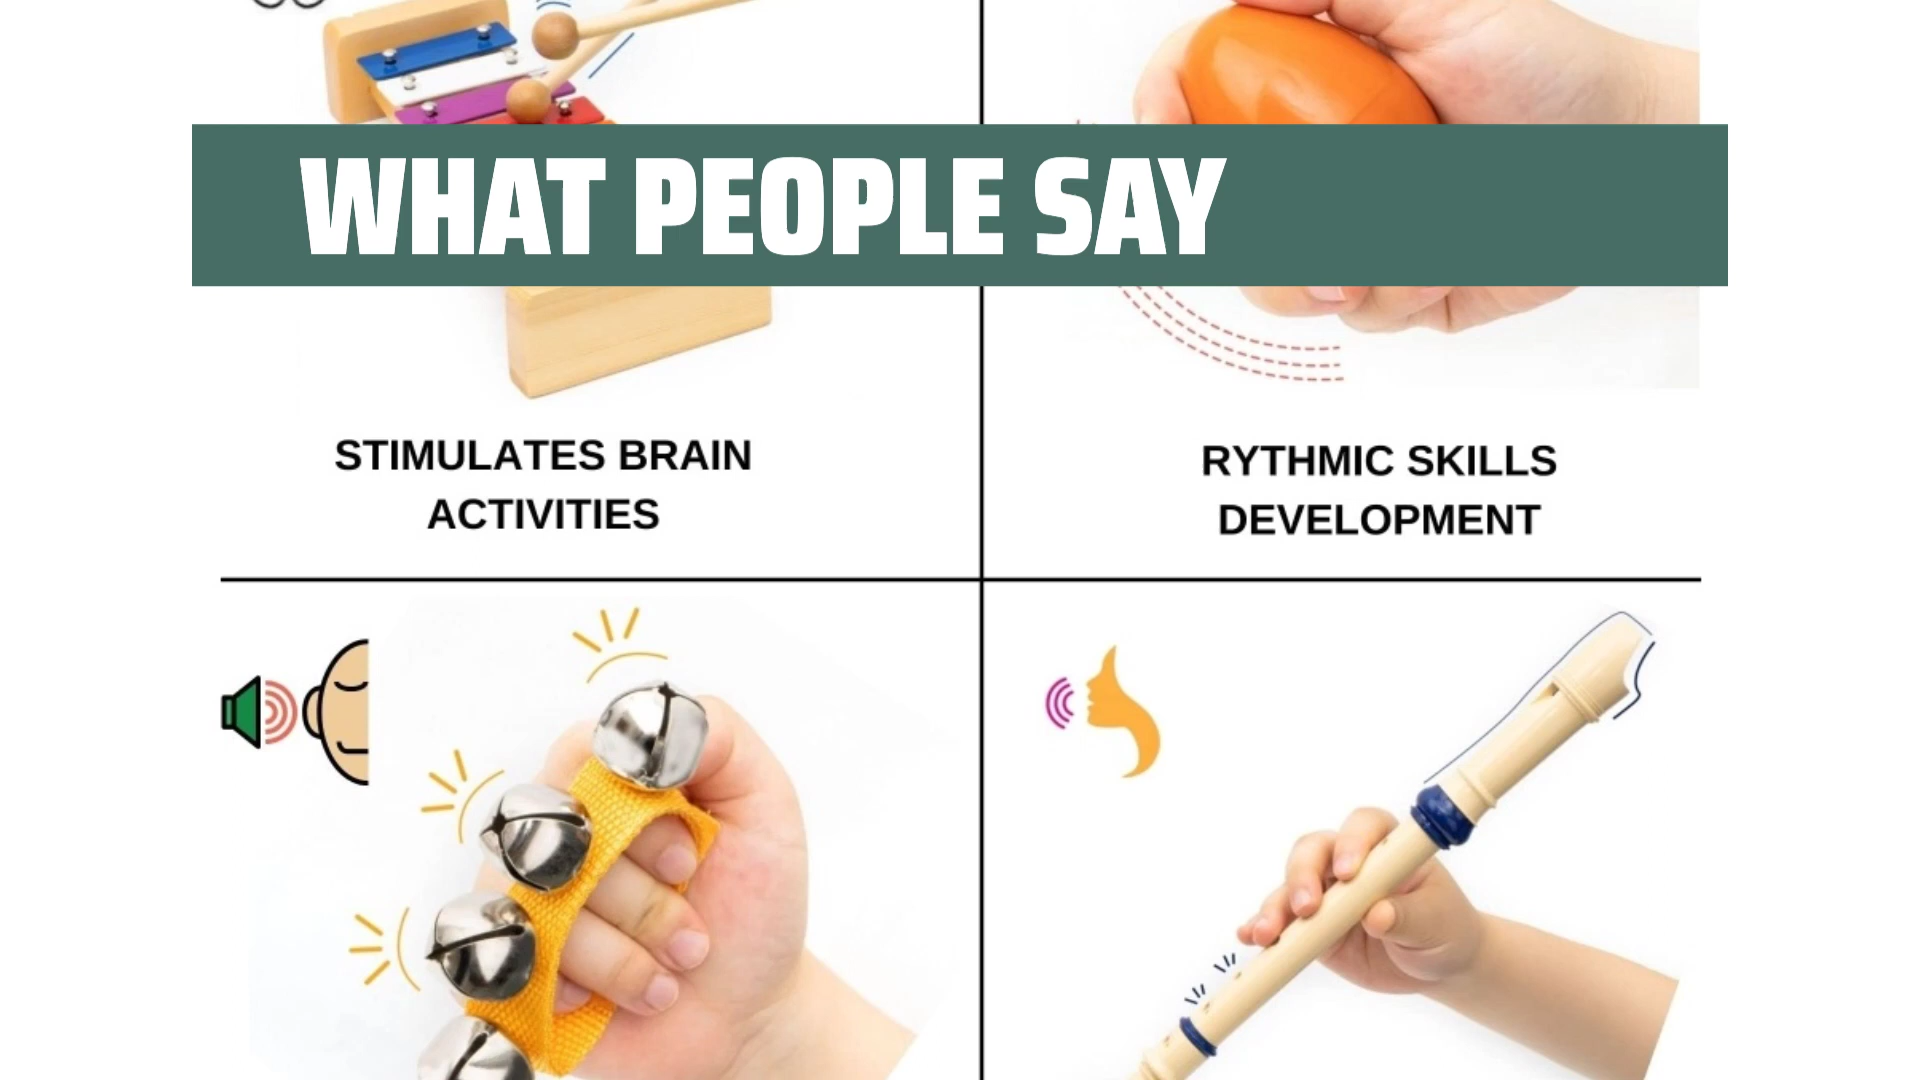 WHAT PEOPLE SAY
STIMULATES BRAIN
ACTIVITIES
RYTHMIC SKILLS
DEVELOPMENT